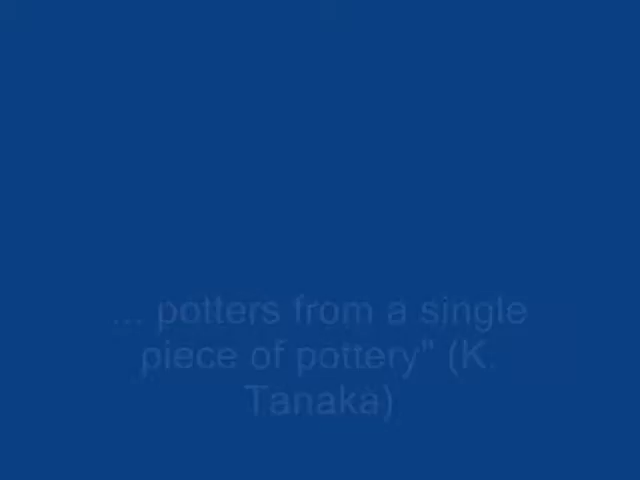 ... potters from a single
piece of pottery" (K.
Tanaka)